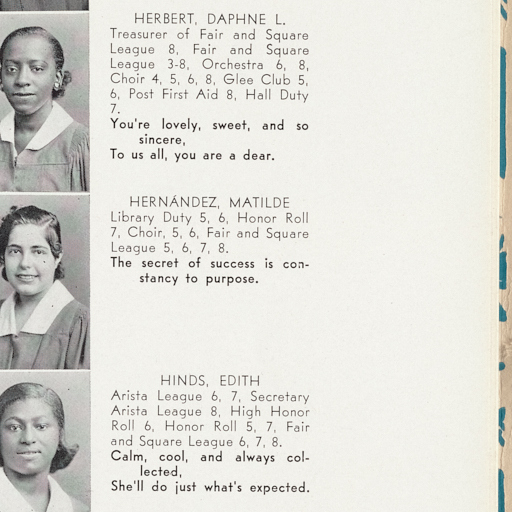 HERBERT, DAPHNE L.
Treasurer of Fair and Square
League 8, Fair and Square
League 3-8, Orchestra 6, 8,
Choir 4, 5, 6, 8, Glee Club 5,
6, Post First Aid 8, Hall Duty
7.
You're lovely, sweet, and so
sincere,
To us all, you are a dear.
HERNÁNDEZ, MATILDE
Library Duty 5, 6, Honor Roll
7, Choir, 5, 6, Fair and Square
League 5, 6, 7, 8.
The secret of success is con-
stancy to purpose.
HINDS, EDITH
Arista League 6, 7, Secretary
Arista League 8, High Honor
Roll 6, Honor Roll 5, 7, Fair
and Square League 6, 7, 8.
Calm, cool, and always col-
lected,
She'll do just what's expected.